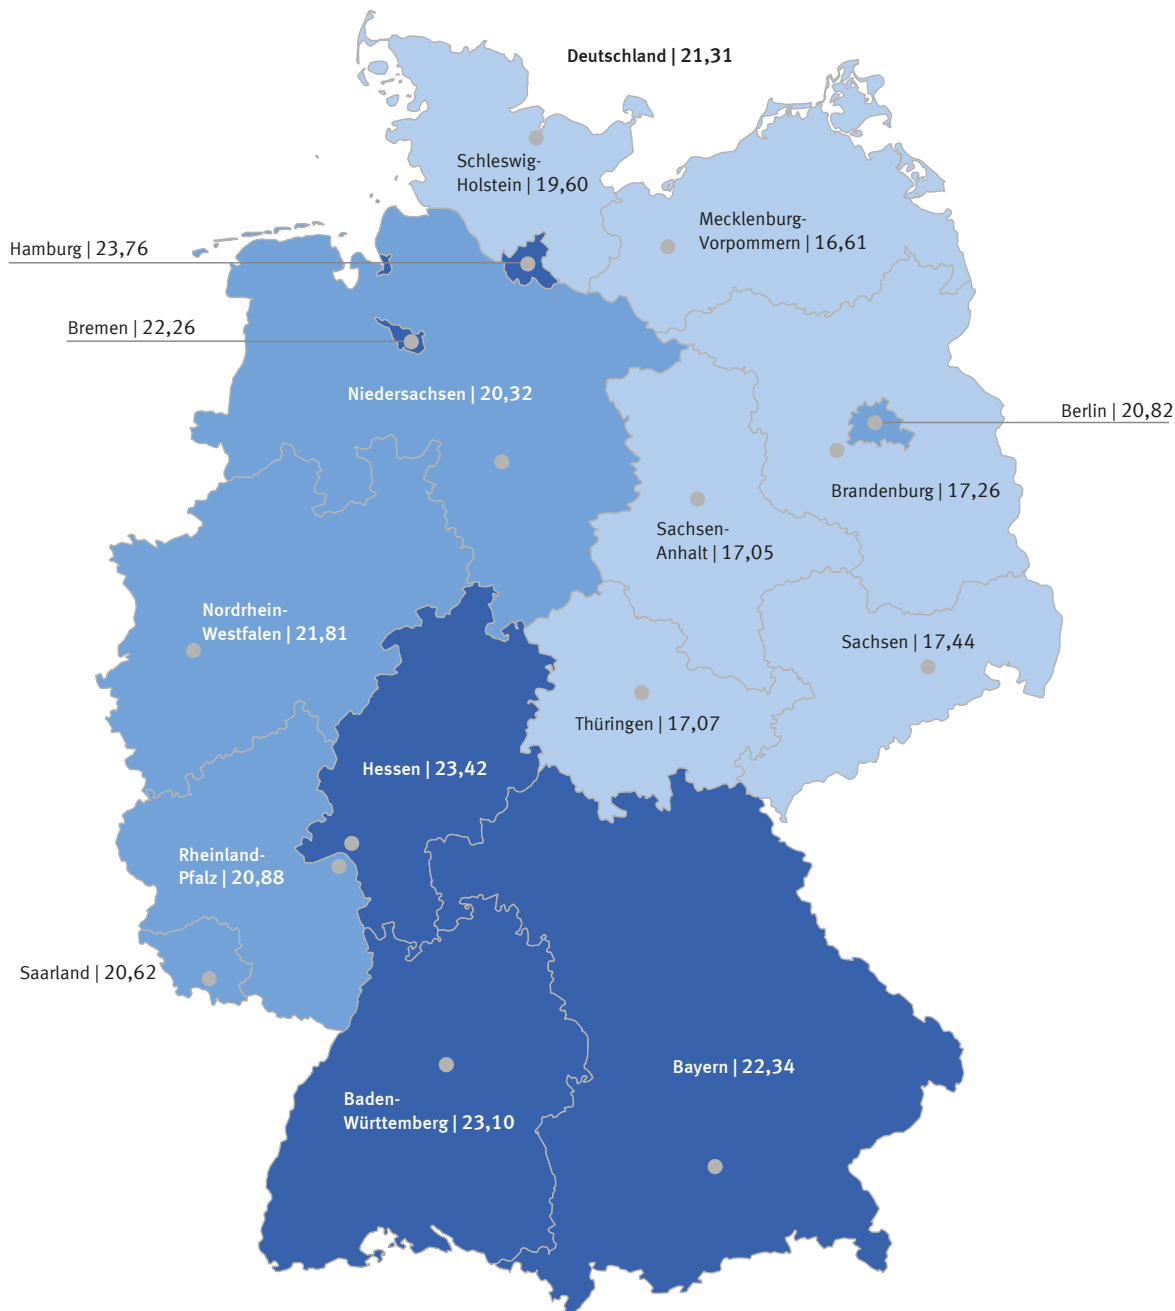 Deutschland | 21,31
Schleswig-
Holstein | 19,60
Mecklenburg-
Vorpommern | 16,61
Hamburg | 23,76
Bremen | 22,26
Niedersachsen | 20,32
Berlin | 20,82
Brandenburg | 17,26
Sachsen-
Anhalt | 17,05
Nordrhein-
Westfalen | 21,81
Sachsen | 17,44
Thüringen | 17,07
Hessen | 23,42
Rheinland-
Pfalz | 20,88
Saarland | 20,62
Bayern | 22,34
Baden-
Württemberg | 23,10